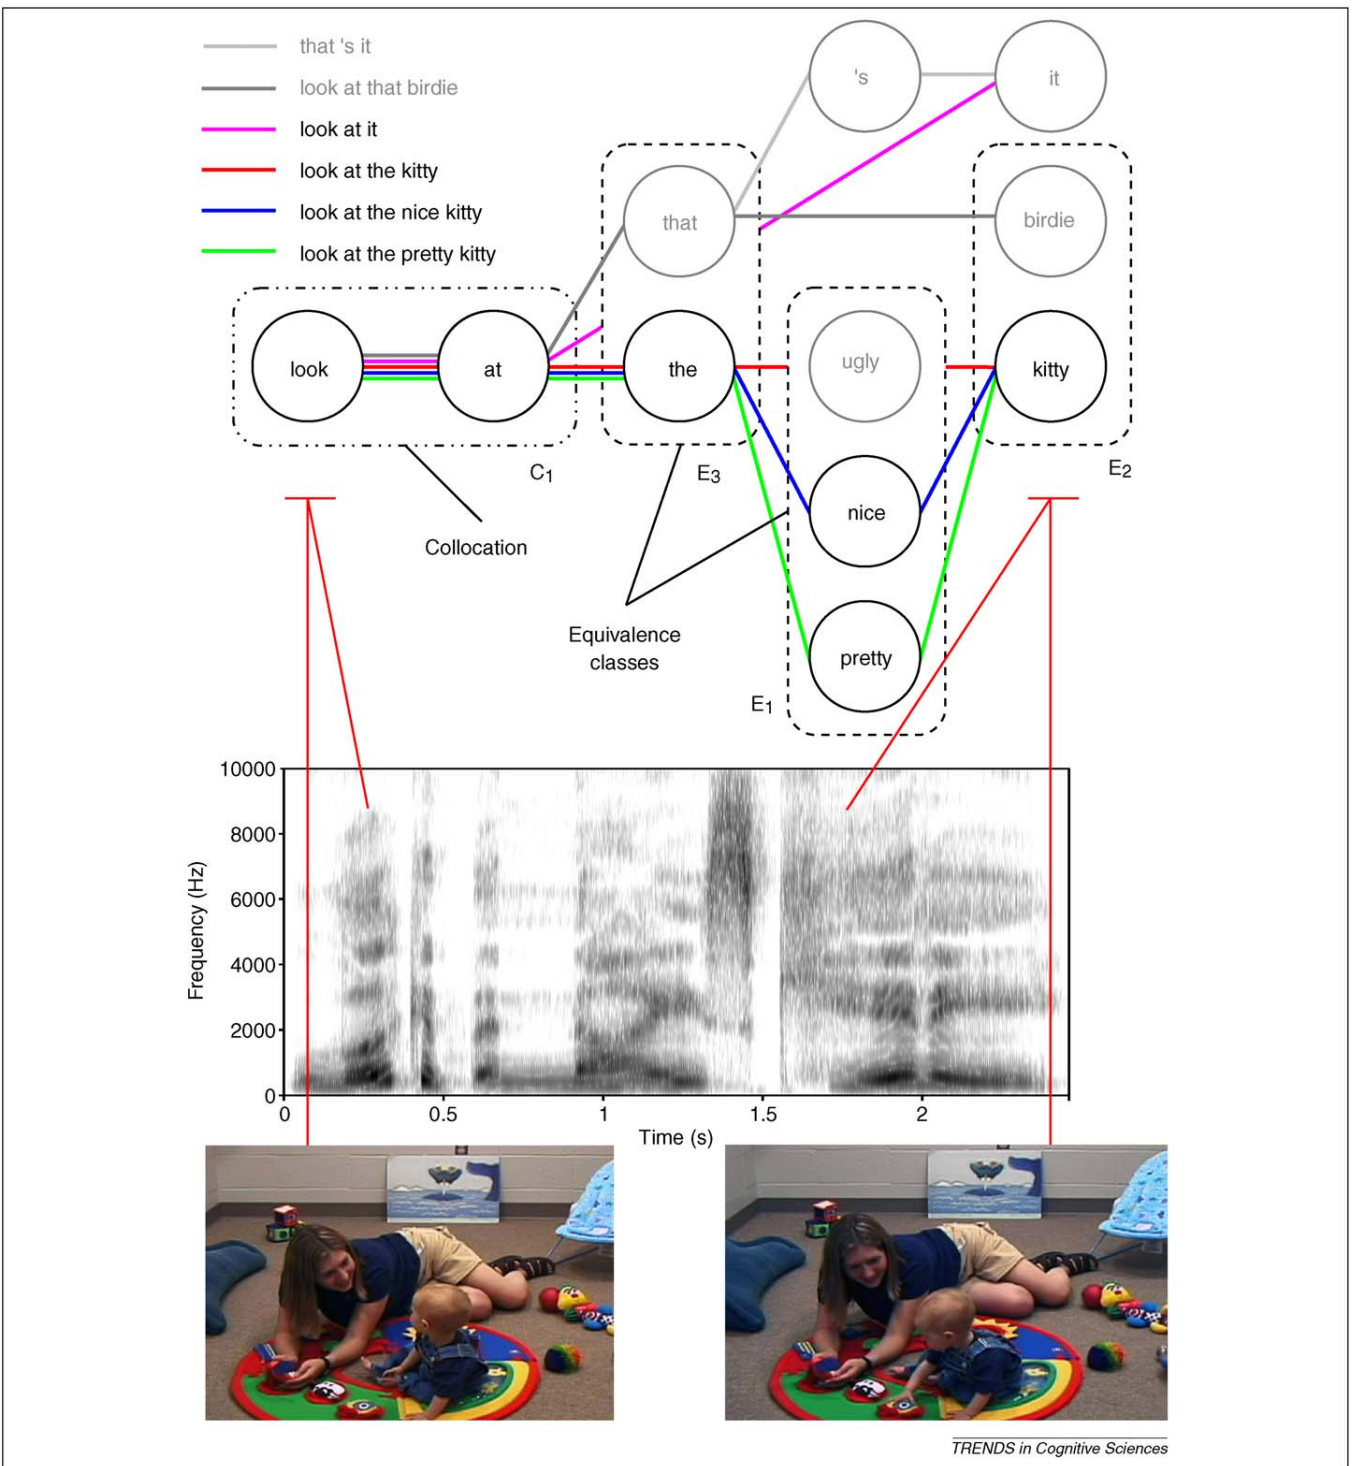 that 's it
look at that birdie
look at it
look at the kitty
look at the nice kitty
look at the pretty kitty
's
it
that
birdie
look
at
the
ugly
kitty
C1
E3
E2
nice
Collocation
Equivalence
classes
pretty
E1
10000
8000
6000
4000
2000
0
Frequency (Hz)
0
0.5
1
1.5
2
Time (s)
TRENDS in Cognitive Sciences